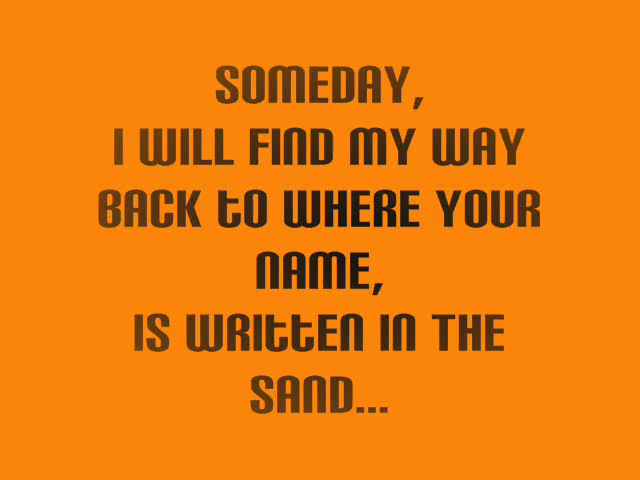 SOMEDAY,
I WILL FIND MY WAY
BACK tO WHERE YOUR
NAME,
IS WRIttEN IN THE
SAND...